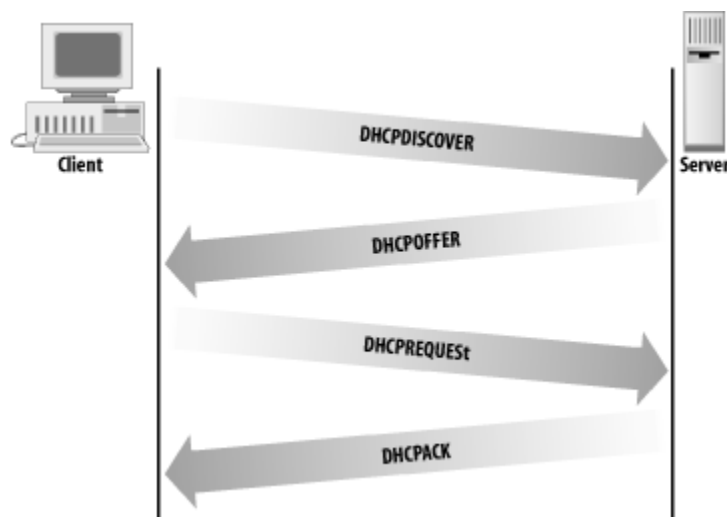 DHCPDISCOVER
Client
Server
DHCPOFFER
DHCPREQUESt
DHCPACK